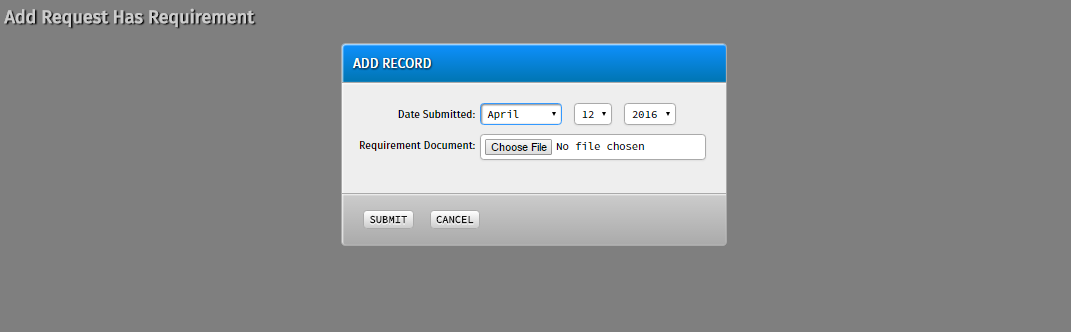 Add Request Has Requirement
ADD RECORD
Date Submitted: April 12 2016
Requirement Document: Choose File No file chosen
SUBMIT CANCEL